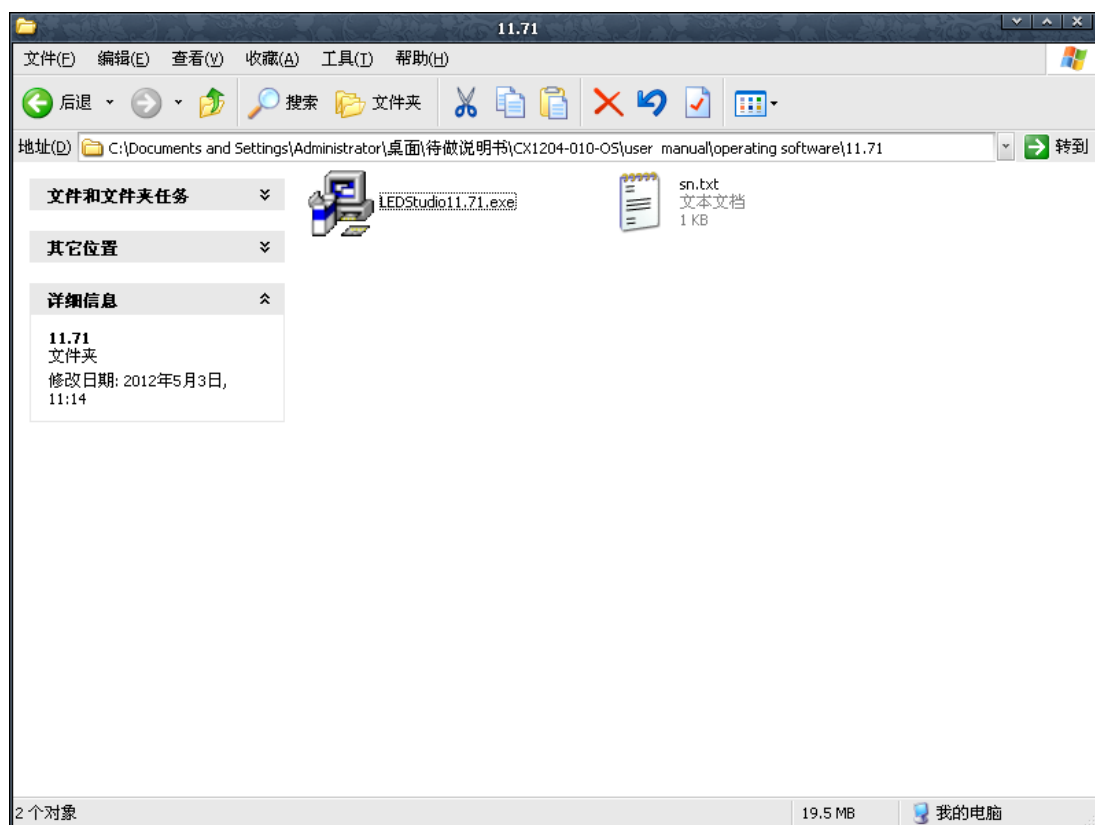 11.71
文件(F) 编辑(E) 查看(V) 收藏(A) 工具(T) 帮助(H)
后退 搜索 文件夹
地址(D) C:\Documents and Settings\Administrator\桌面\待做说明书\CX1204-010-OS\user manual\operating software\11.71 转到
文件和文件夹任务
其它位置
详细信息
11.71
文件夹
修改日期: 2012年5月3日,
11:14
LEDStudio11.71.exe
sn.txt
文本文档
1 KB
2 个对象 19.5 MB 我的电脑